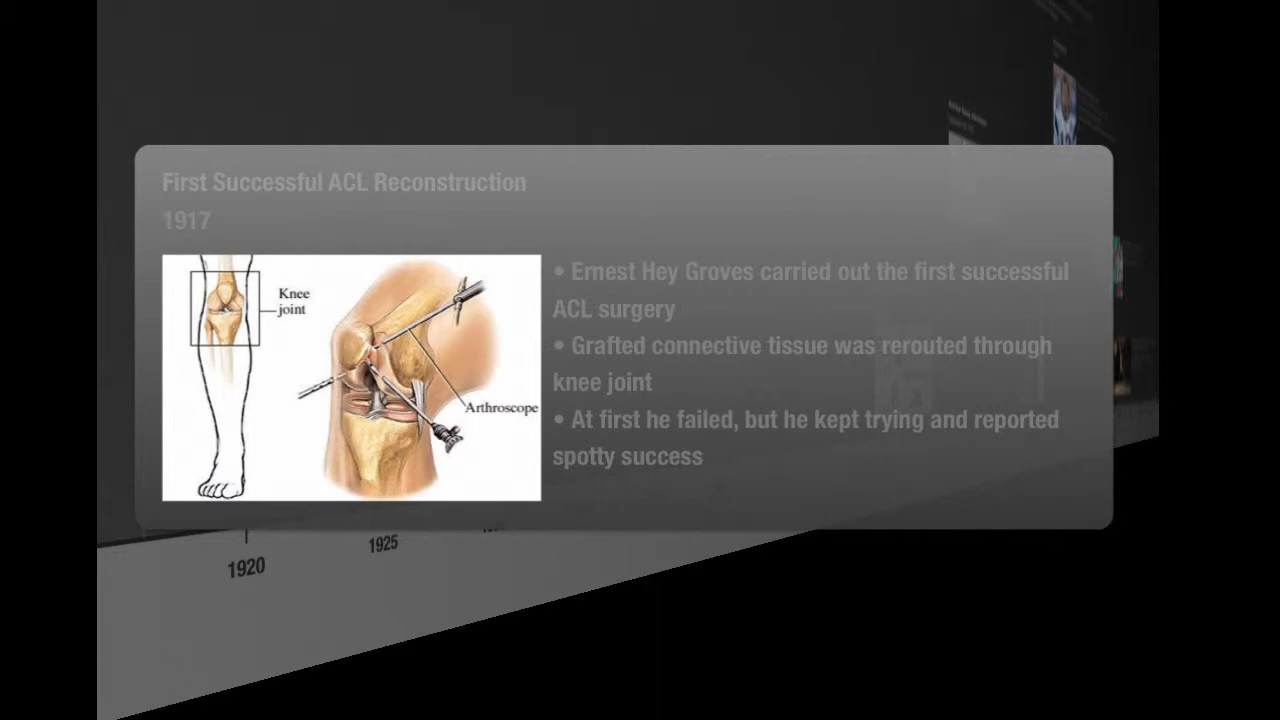 First Successful ACL Reconstruction
1917
Knee
joint
Arthroscope
• Ernest Hey Groves carried out the first successful
ACL surgery
• Grafted connective tissue was rerouted through
knee joint
• At first he failed, but he kept trying and reported
spotty success
1920
1925